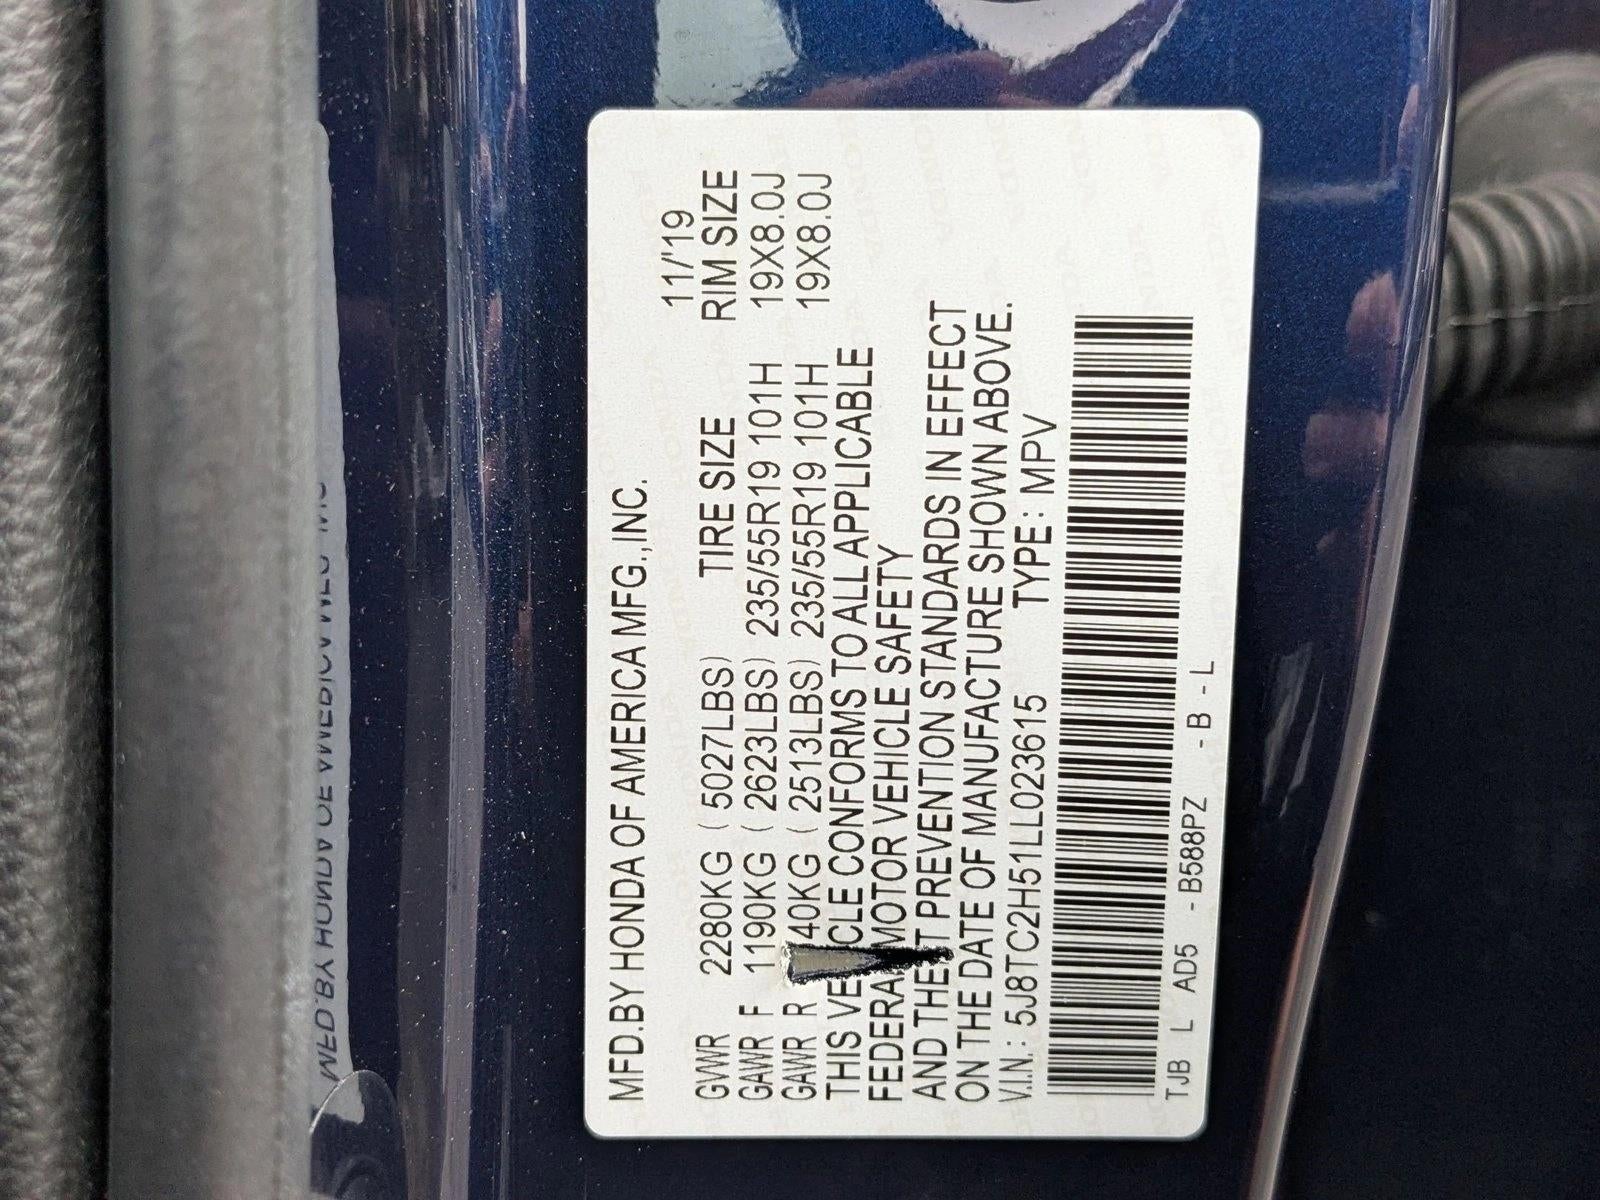 MFD.BY HONDA OF AMERICA MFG.,INC.
11/'19
GVWR 2280KG ( 5027LBS) TIRE SIZE RIM SIZE
GAWR F 1190KG ( 2623LBS) 235/55R19 101H 19X8.0J
GAWR R 40KG ( 2513LBS) 235/55R19 101H 19X8.0J
THIS VE CLE CONFORMS TO ALL APPLICABLE
FEDERA MOTOR VEHICLE SAFETY
AND THEFT PREVENTION STANDARDS IN EFFECT
ON THE DATE OF MANUFACTURE SHOWN ABOVE.
V.I.N.: 5J8TC2H51LL023615 TYPE: MPV
TJB L AD5 -B588PZ -B-L